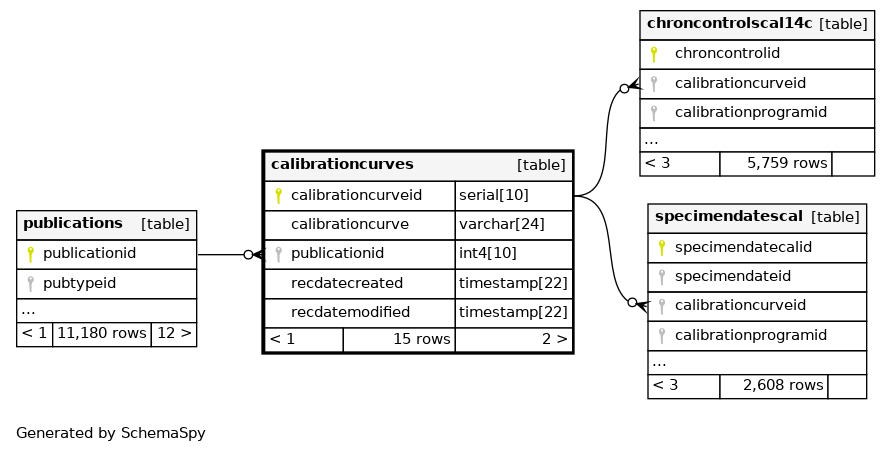 chroncontrolscal14c [table]
chroncontrolid
calibrationcurveid
calibrationprogramid
...
< 3 5,759 rows
calibrationcurves [table]
calibrationcurveid serial[10]
calibrationcurve varchar[24]
publicationid int4[10]
recdatecreated timestamp[22]
recdatemodified timestamp[22]
< 1 15 rows 2 >
publications [table]
publicationid
pubtypeid
...
< 1 11,180 rows 12 >
specimendatescal [table]
specimendatecalid
specimendateid
calibrationcurveid
calibrationprogramid
...
< 3 2,608 rows
Generated by SchemaSpy